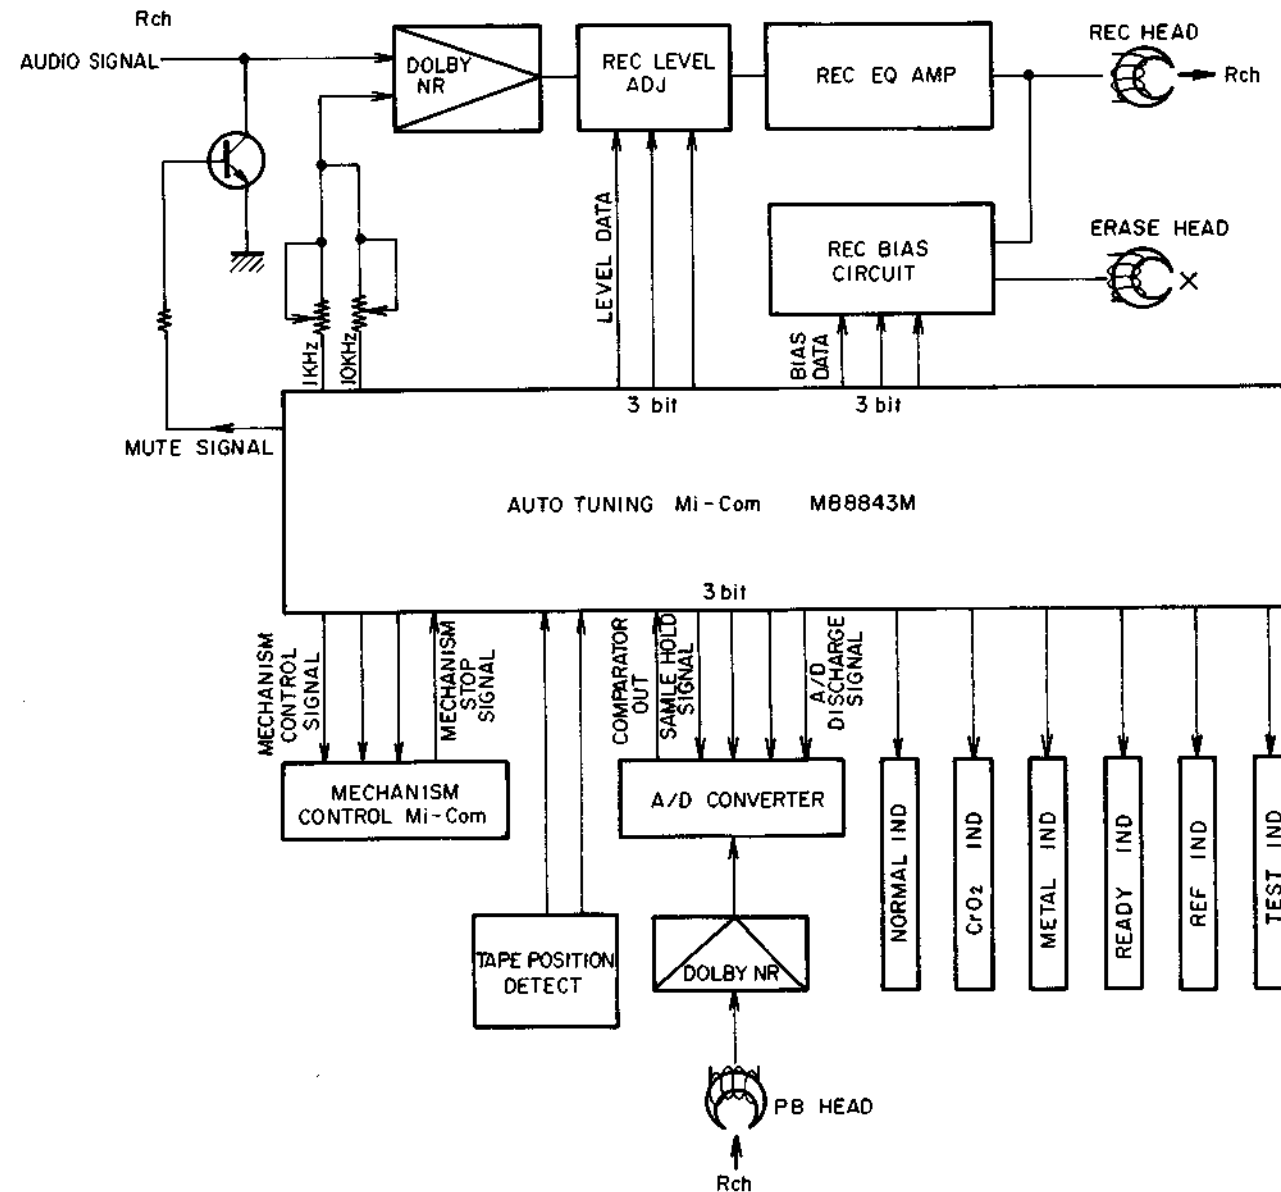 Rch
AUDIO SIGNAL
DOLBY
NR
REC LEVEL
ADJ
REC EQ AMP
REC HEAD
Rch
LEVEL DATA
REC BIAS
CIRCUIT
ERASE HEAD
X
1KHz
10KHz
BIAS
DATA
3 bit
3 bit
MUTE SIGNAL
AUTO TUNING Mi-Com MB8843M
3 bit
MECHANISM
CONTROL
SIGNAL
MECHANISM
STOP
SIGNAL
COMPARATOR
OUT
SAMLE HOLD
SIGNAL
A/D
DISCHARGE
SIGNAL
MECHANISM
CONTROL Mi-Com
A/D CONVERTER
NORMAL IND
CrO2 IND
METAL IND
READY IND
REF IND
TEST IND
TAPE POSITION
DETECT
DOLBY NR
PB HEAD
Rch